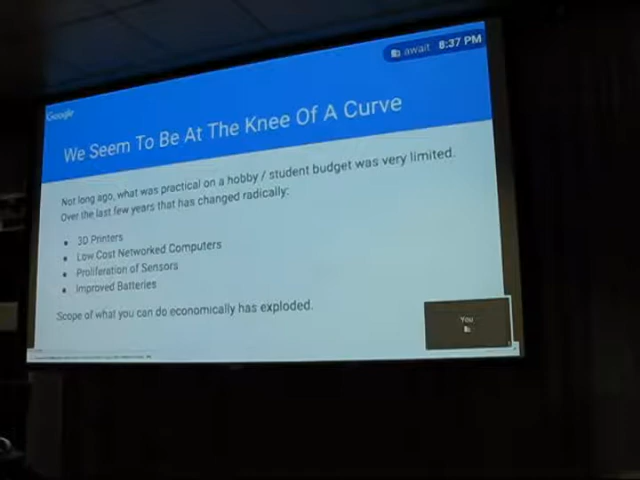 await 8:37 PM
Google
We Seem To Be At The Knee Of A Curve
Not long ago, what was practical on a hobby / student budget was very limited.
Over the last few years that has changed radically:
• 3D Printers
• Low Cost Networked Computers
• Proliferation of Sensors
• Improved Batteries
Scope of what you can do economically has exploded.
You